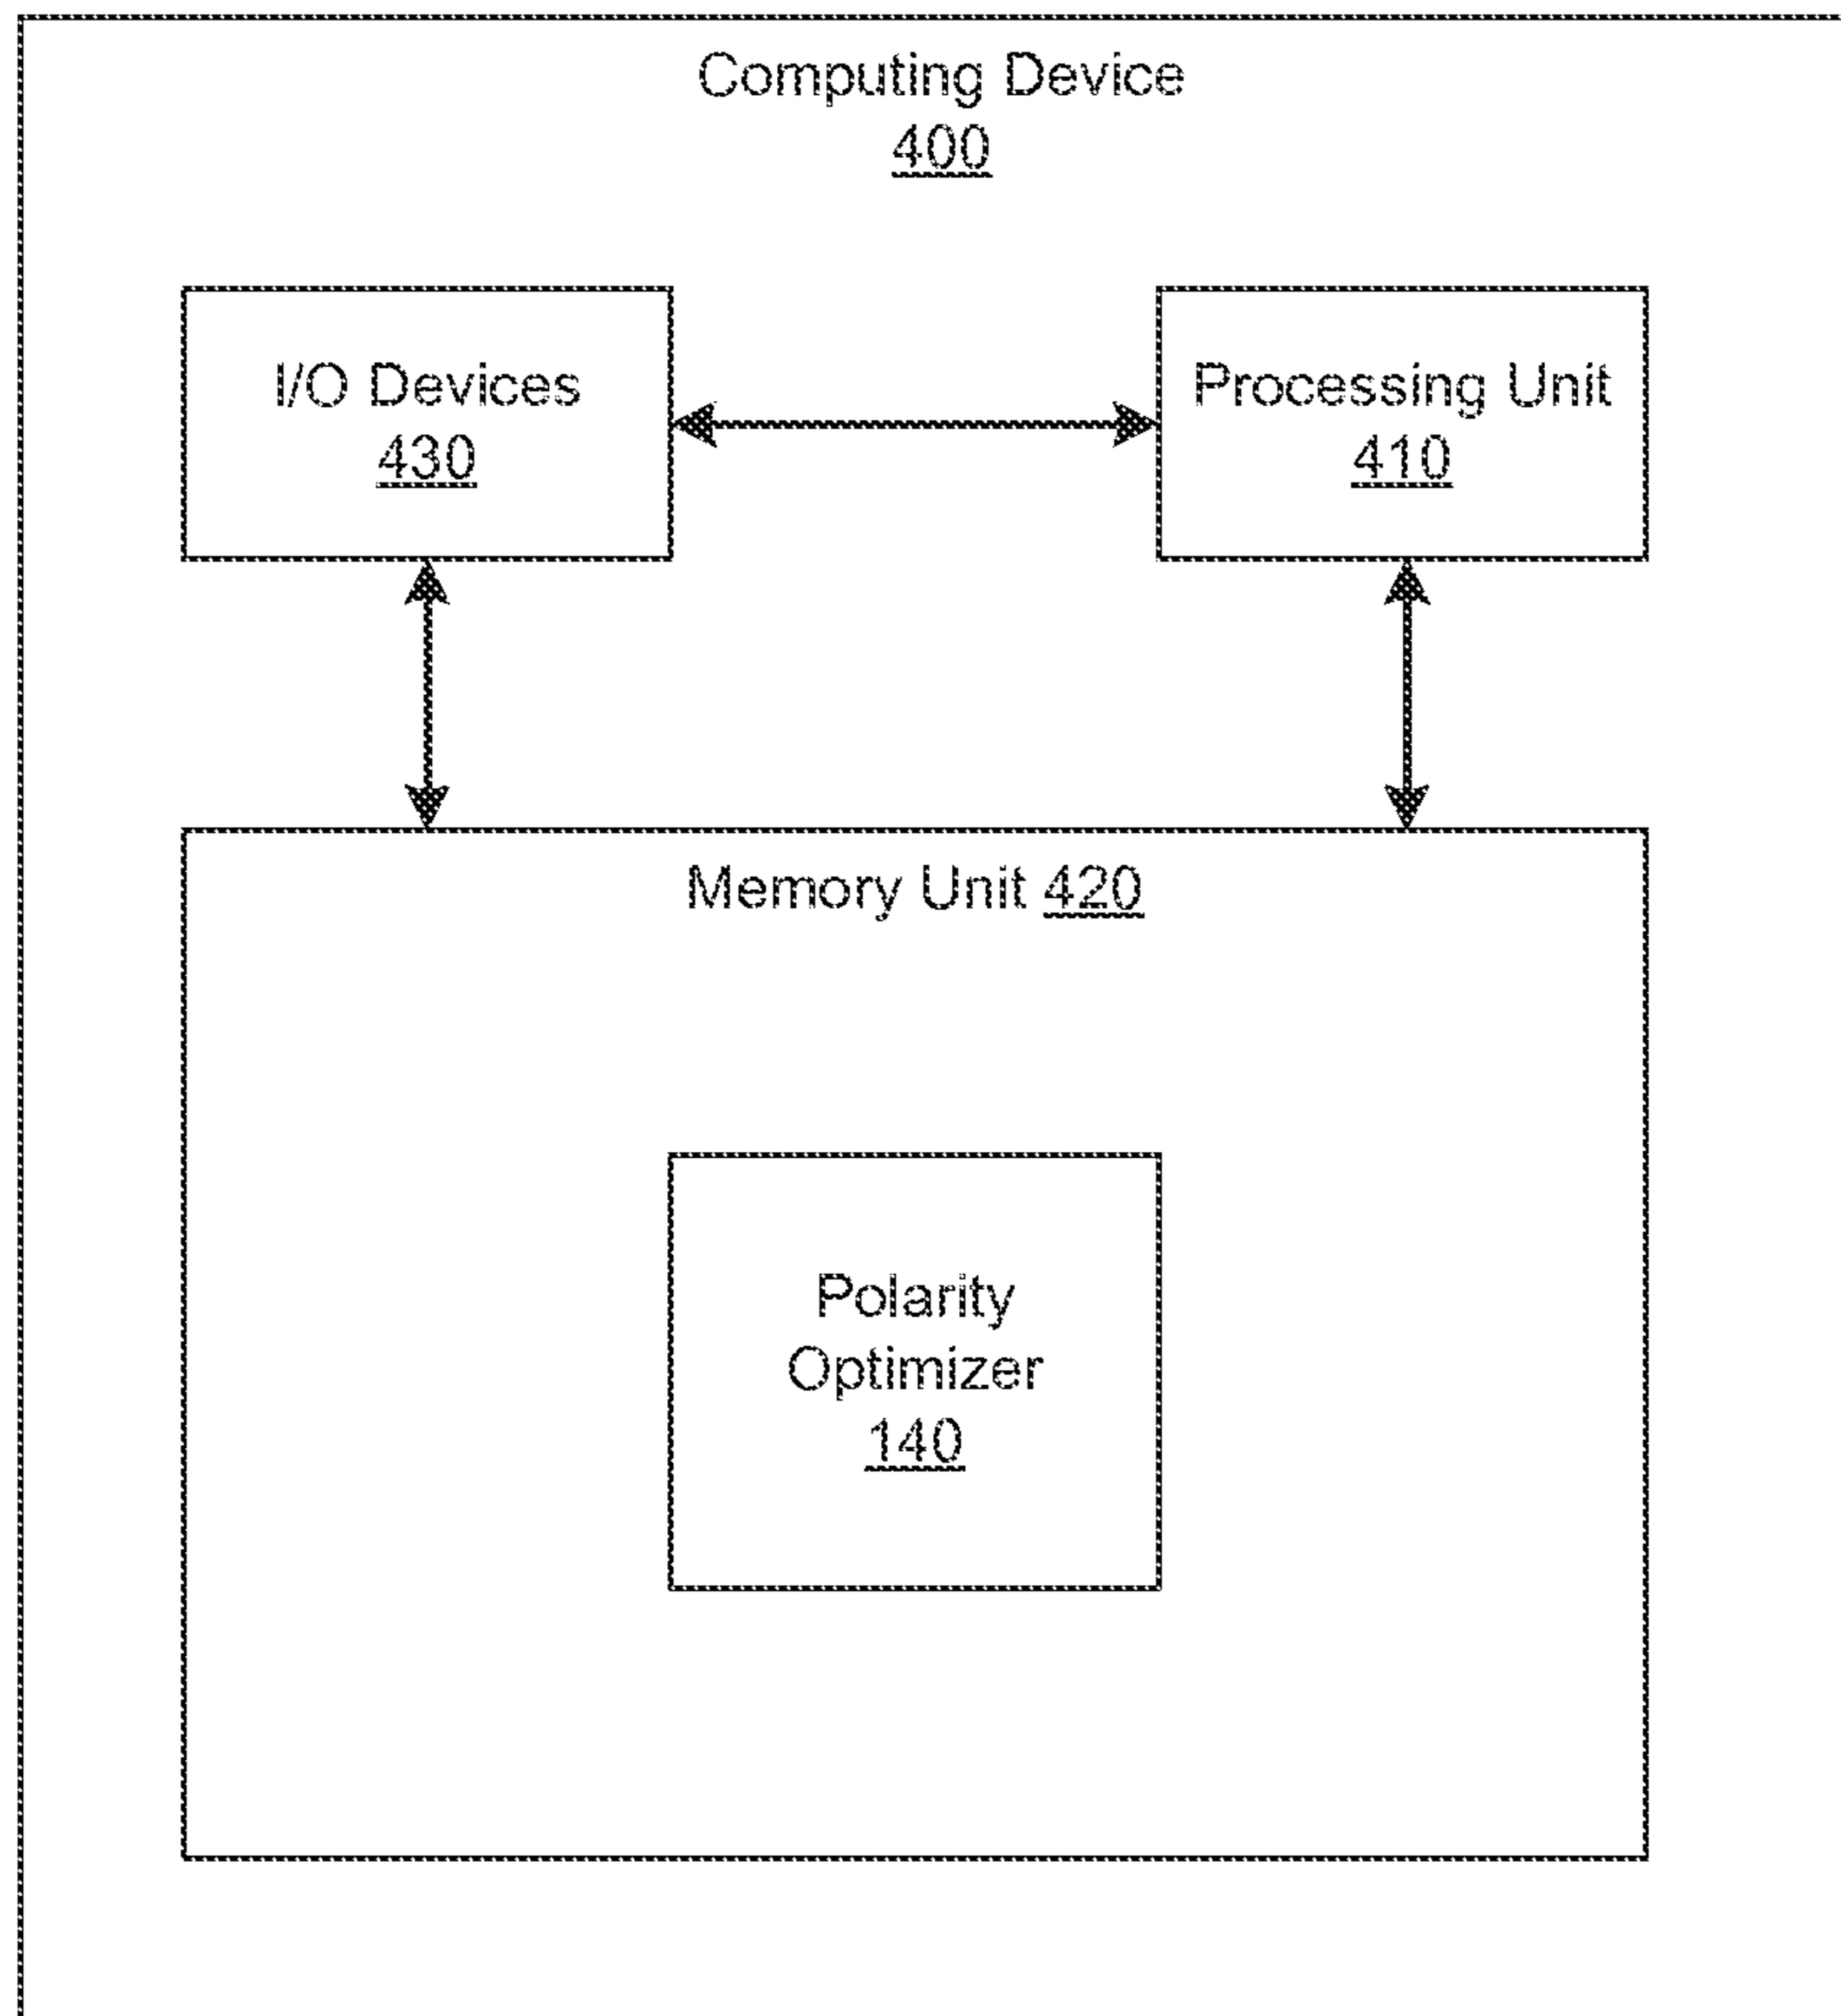 Computing Device
400
I/O Devices
430
Processing Unit
410
Memory Unit 420
Polarity
Optimizer
140